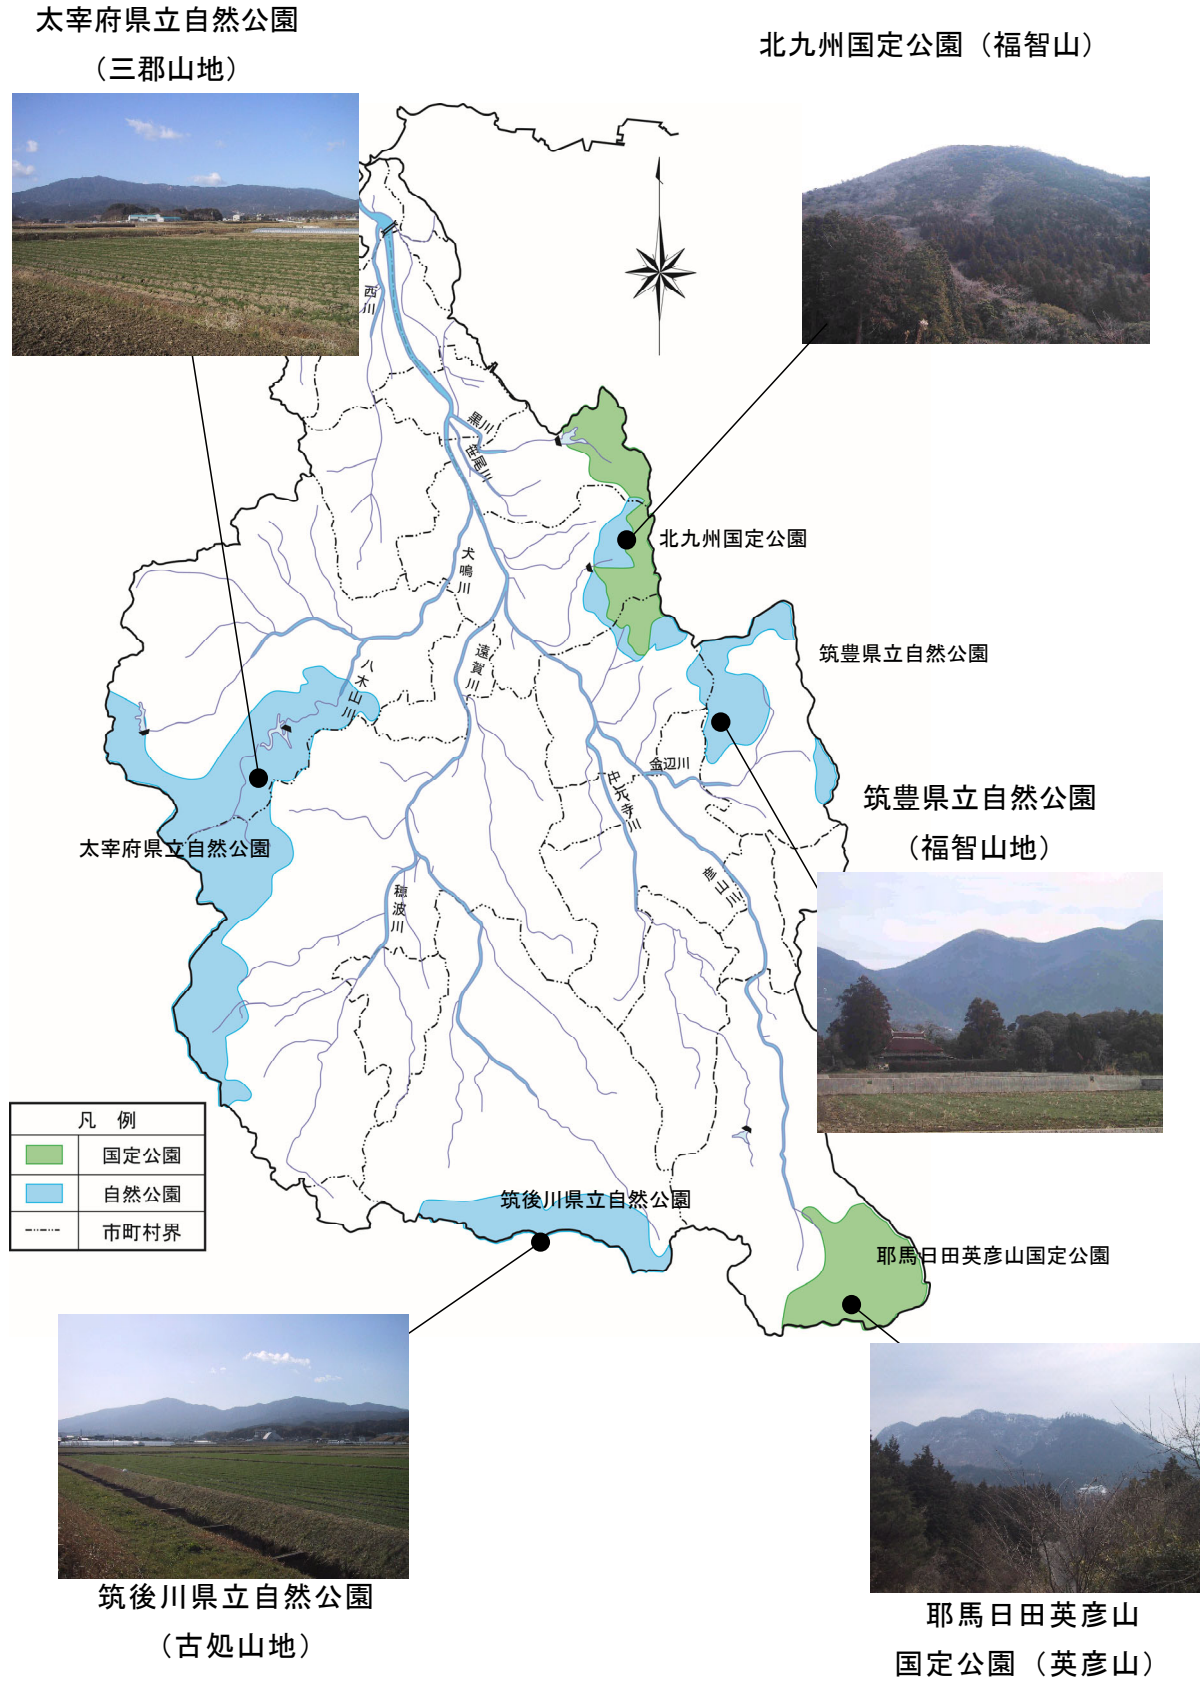 太宰府県立自然公園
（三郡山地）
北九州国定公園（福智山）
西川
黒川
笹尾川
北九州国定公園
犬鳴川
遠賀川
八木山川
筑豊県立自然公園
金辺川
中元寺川
筑豊県立自然公園
（福智山地）
太宰府県立自然公園
彦山川
穂波川
凡　例
国定公園
自然公園
市町村界
筑後川県立自然公園
耶馬日田英彦山国定公園
筑後川県立自然公園
（古処山地）
耶馬日田英彦山
国定公園（英彦山）